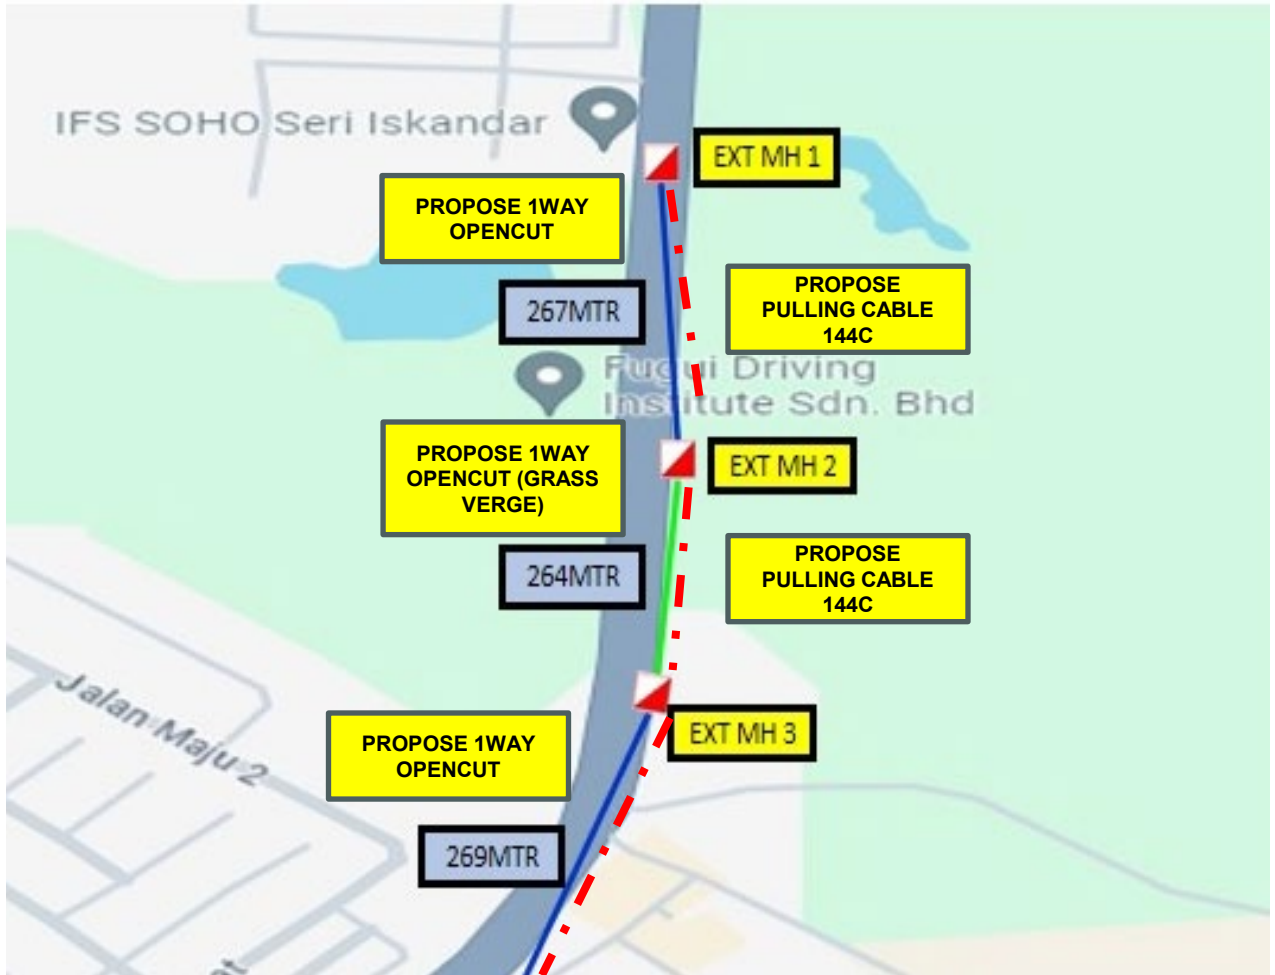 IFS SOHO Seri Iskandar
EXT MH 1
PROPOSE 1WAY
OPENCUT
267MTR
PROPOSE
PULLING CABLE
144C
Fugui Driving
Institute Sdn. Bhd
PROPOSE 1WAY
OPENCUT (GRASS
VERGE)
EXT MH 2
264MTR
PROPOSE
PULLING CABLE
144C
Jalan Maju 2
EXT MH 3
PROPOSE 1WAY
OPENCUT
269MTR